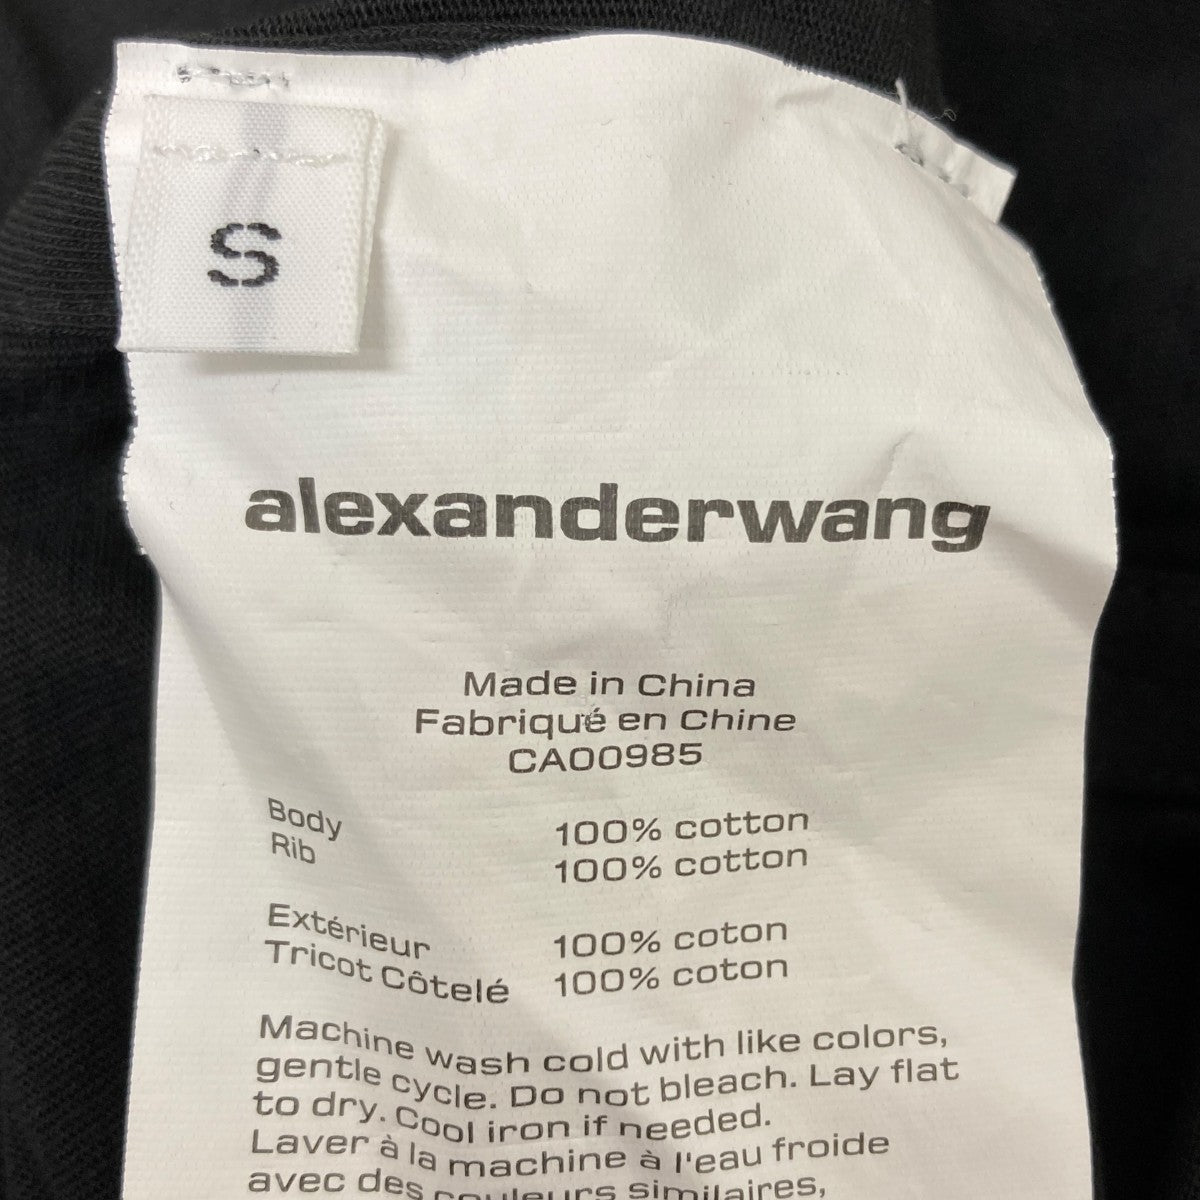 S
alexanderwang
Made in China
Fabriqué en Chine
CA00985
Body 100% cotton
Rib 100% cotton
Extérieur 100% coton
Tricot Côtelé 100% coton
Machine wash cold with like colors,
gentle cycle. Do not bleach. Lay flat
to dry. Cool iron if needed.
Laver à la machine à l'eau froide
avec des couleurs similaires,